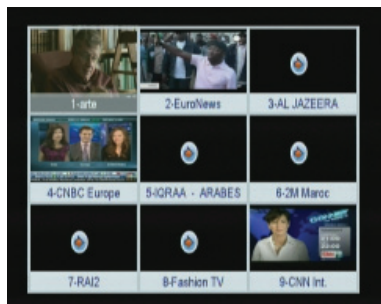 1-arte
2-EuroNews
3-AL JAZEERA
4-CNBC Europe
5-IQRAA - ARABES
6-2M Maroc
7-RAI2
8-Fashion TV
9-CNN Int.